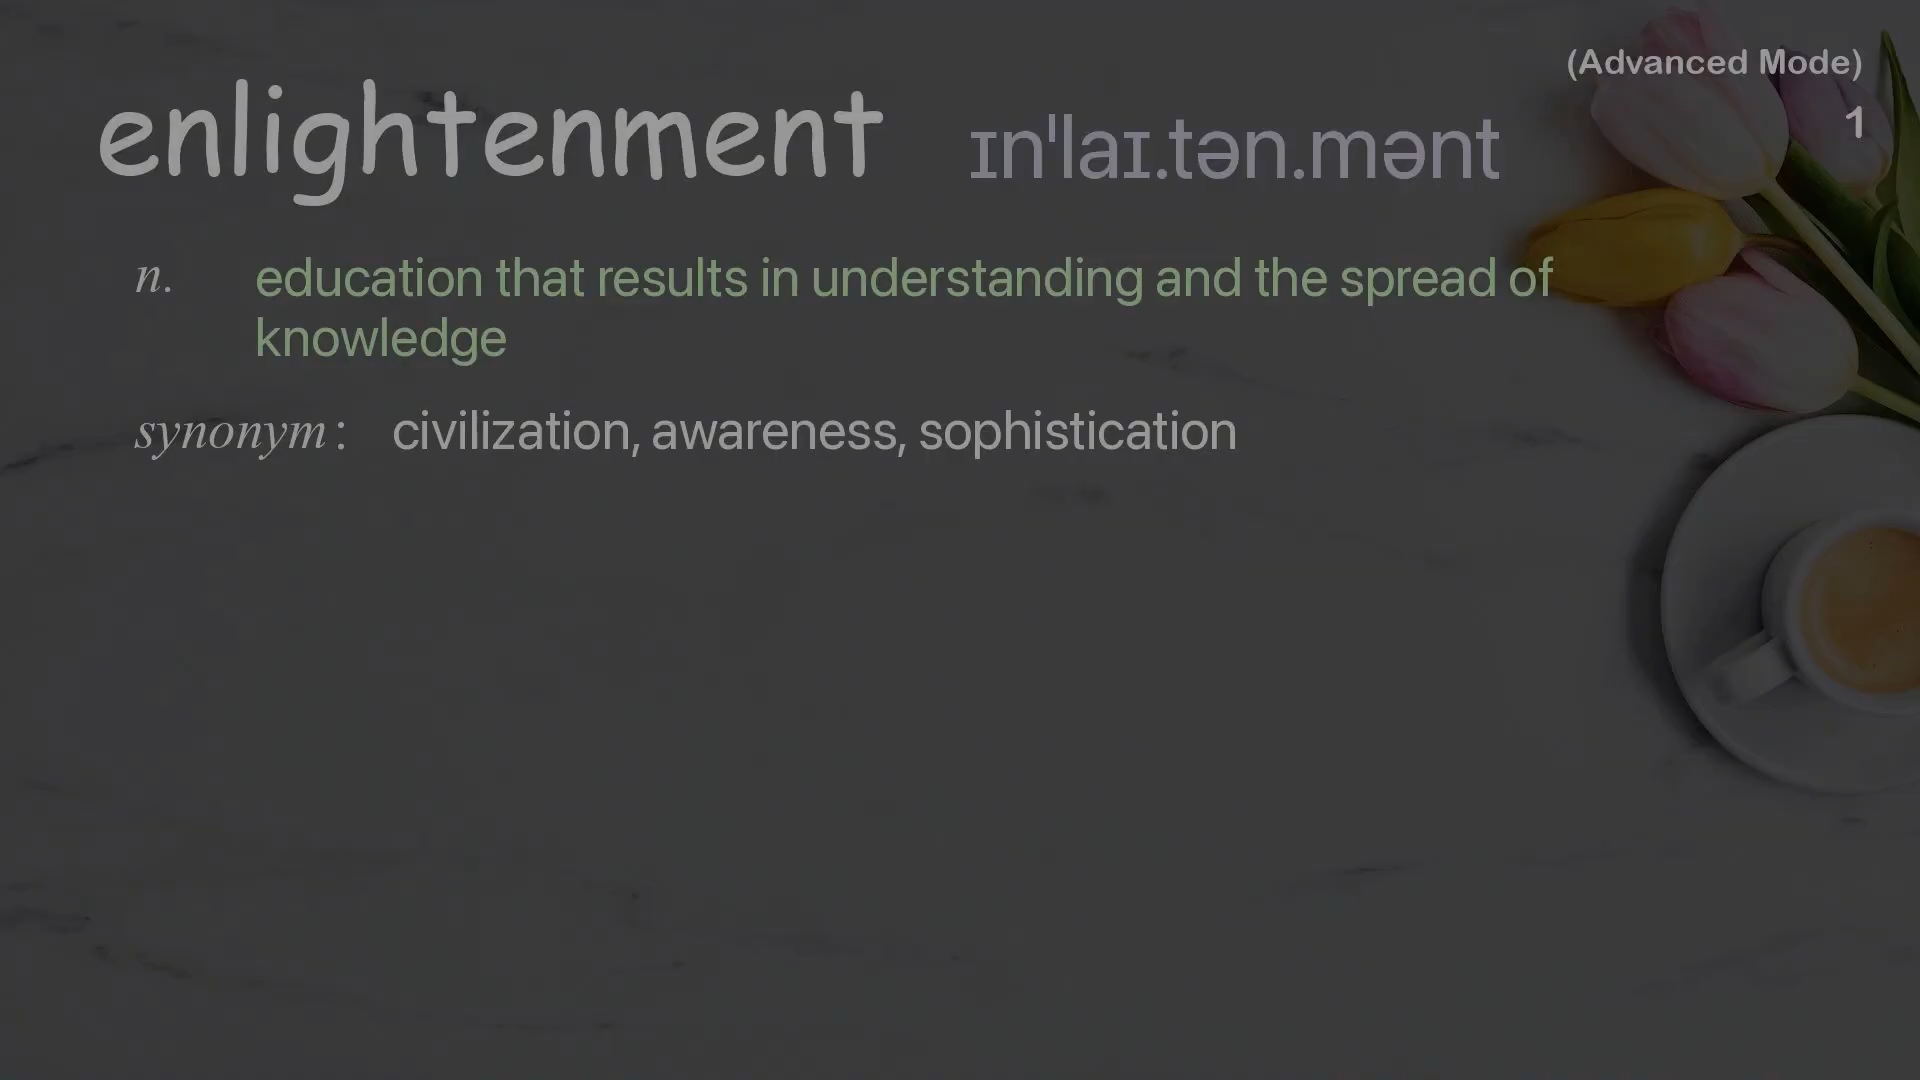 (Advanced Mode)
enlightenment ɪnˈlaɪ.tən.mənt
1
n. education that results in understanding and the spread of
knowledge
synonym: civilization, awareness, sophistication